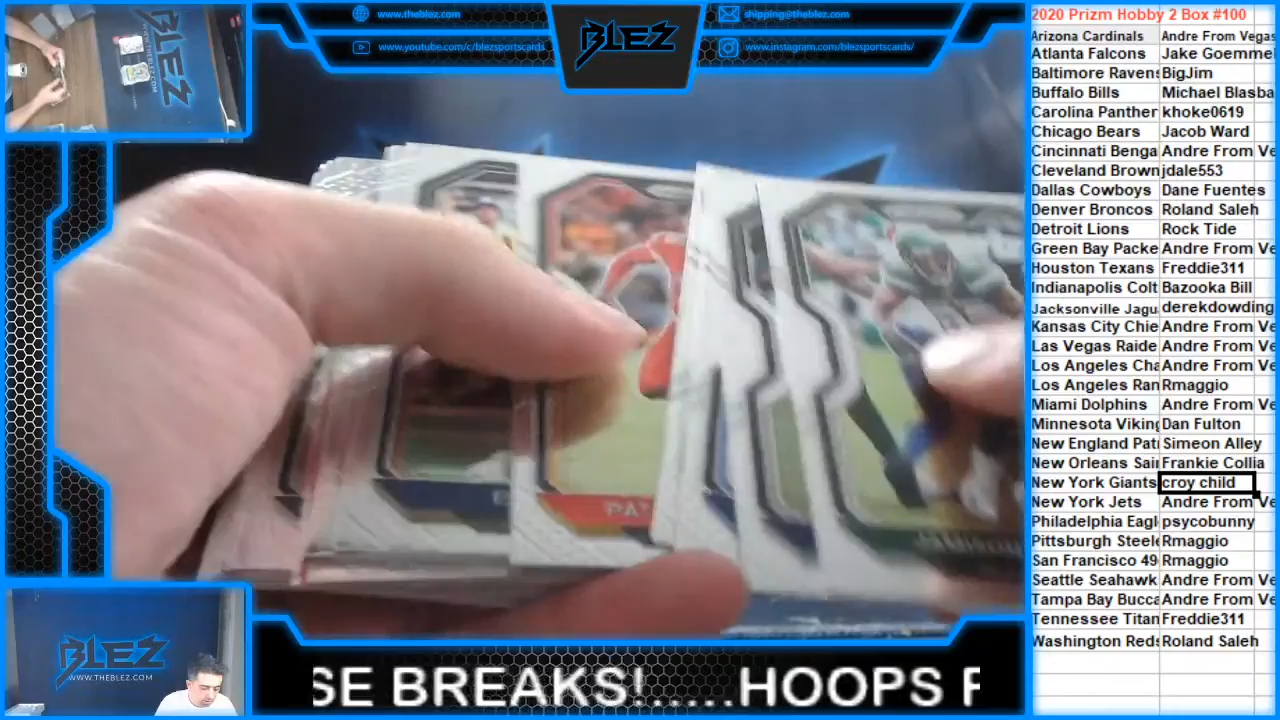 www.theblez.com
www.youtube.com/c/blezsportscards
BLEZ
shipping@theblez.com
www.instagram.com/blezsportscards/
BLEZ
WWW.THEBLEZ.COM
2020 Prizm Hobby 2 Box #100
Arizona Cardinals Andre From Vegas
Atlanta Falcons Jake Goemme
Baltimore Ravens BigJim
Buffalo Bills Michael Blasba
Carolina Panther khoke0619
Chicago Bears Jacob Ward
Cincinnati Benga Andre From Ve
Cleveland Brown jdale553
Dallas Cowboys Dane Fuentes
Denver Broncos Roland Saleh
Detroit Lions Rock Tide
Green Bay Packe Andre From Ve
Houston Texans Freddie311
Indianapolis Colt Bazooka Bill
Jacksonville Jagu derekdowding
Kansas City Chie Andre From Ve
Las Vegas Raide Andre From Ve
Los Angeles Cha Andre From Ve
Los Angeles Ran Rmaggio
Miami Dolphins Andre From Ve
Minnesota Viking Dan Fulton
New England Patr Simeon Alley
New Orleans Sai Frankie Collia
New York Giants croy child
New York Jets Andre From Ve
Philadelphia Eagl psycobunny
Pittsburgh Steele Rmaggio
San Francisco 49 Rmaggio
Seattle Seahawk Andre From Ve
Tampa Bay Bucca Andre From Ve
Tennessee Titan Freddie311
Washington Reds Roland Saleh
PAT
BLEZ
WWW.THEBLEZ.COM
SE BREAKS!.....HOOPS